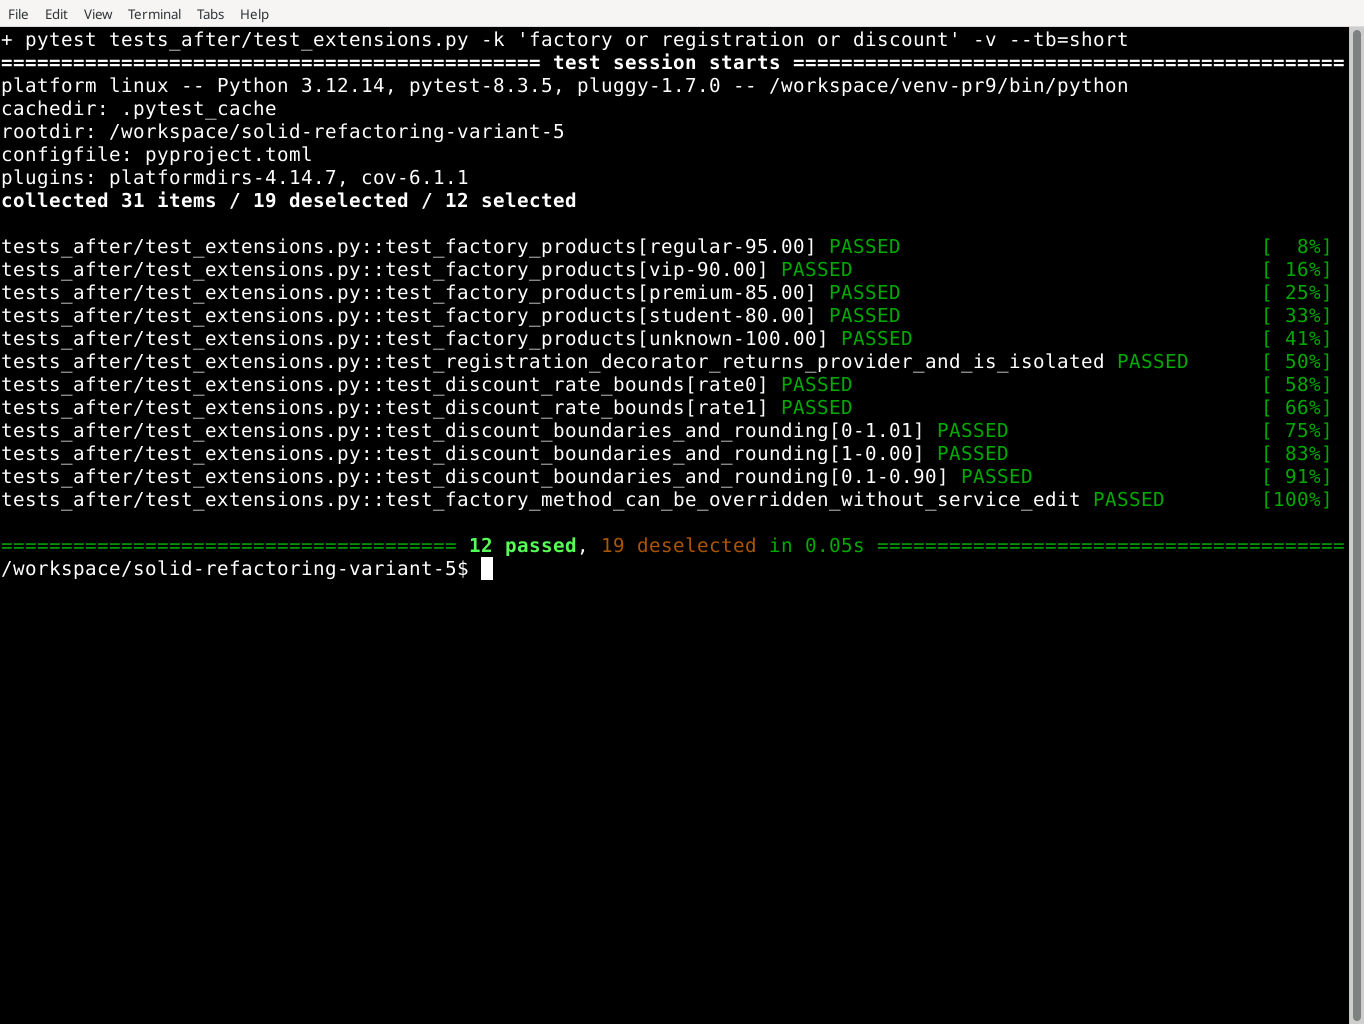 File Edit View Terminal Tabs Help
+ pytest tests_after/test_extensions.py -k 'factory or registration or discount' -v --tb=short
============================================= test session starts ==============================================
platform linux -- Python 3.12.14, pytest-8.3.5, pluggy-1.7.0 -- /workspace/venv-pr9/bin/python
cachedir: .pytest_cache
rootdir: /workspace/solid-refactoring-variant-5
configfile: pyproject.toml
plugins: platformdirs-4.14.7, cov-6.1.1
collected 31 items / 19 deselected / 12 selected
tests_after/test_extensions.py::test_factory_products[regular-95.00] PASSED [  8%]
tests_after/test_extensions.py::test_factory_products[vip-90.00] PASSED [ 16%]
tests_after/test_extensions.py::test_factory_products[premium-85.00] PASSED [ 25%]
tests_after/test_extensions.py::test_factory_products[student-80.00] PASSED [ 33%]
tests_after/test_extensions.py::test_factory_products[unknown-100.00] PASSED [ 41%]
tests_after/test_extensions.py::test_registration_decorator_returns_provider_and_is_isolated PASSED [ 50%]
tests_after/test_extensions.py::test_discount_rate_bounds[rate0] PASSED [ 58%]
tests_after/test_extensions.py::test_discount_rate_bounds[rate1] PASSED [ 66%]
tests_after/test_extensions.py::test_discount_boundaries_and_rounding[0-1.01] PASSED [ 75%]
tests_after/test_extensions.py::test_discount_boundaries_and_rounding[1-0.00] PASSED [ 83%]
tests_after/test_extensions.py::test_discount_boundaries_and_rounding[0.1-0.90] PASSED [ 91%]
tests_after/test_extensions.py::test_factory_method_can_be_overridden_without_service_edit PASSED [100%]
====================================== 12 passed, 19 deselected in 0.05s =======================================
/workspace/solid-refactoring-variant-5$